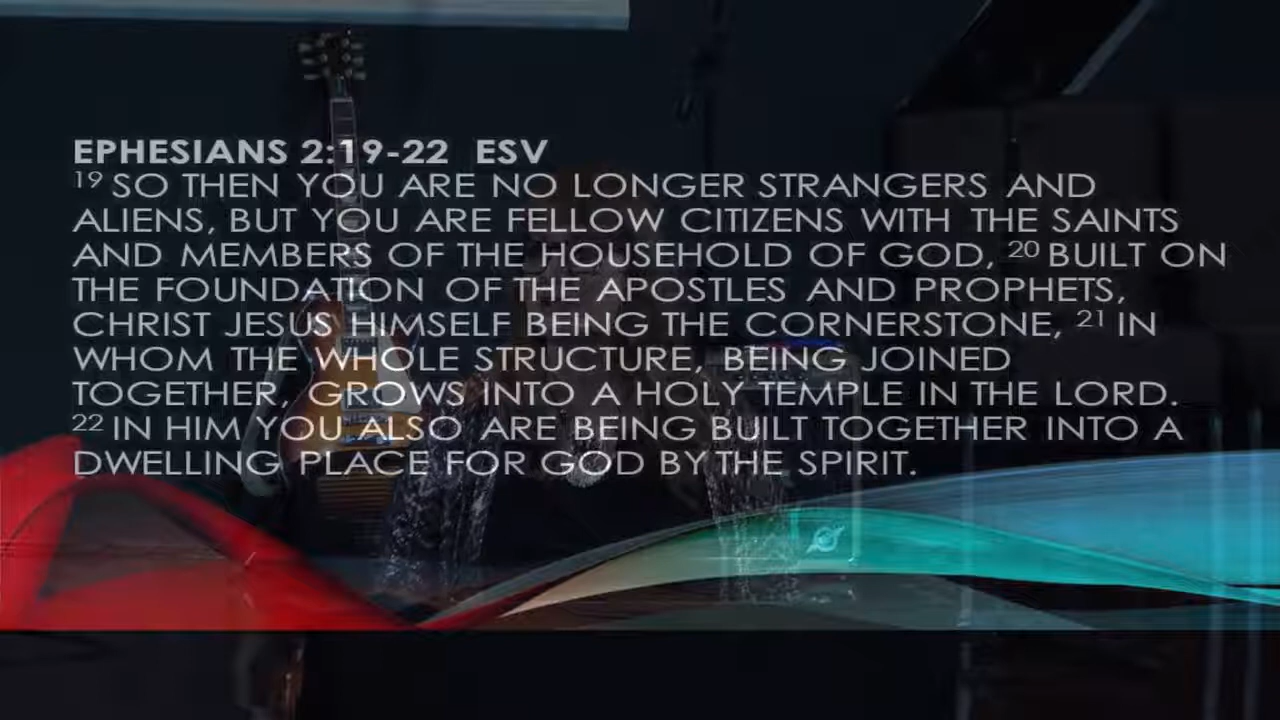 EPHESIANS 2:19-22 ESV
19 SO THEN YOU ARE NO LONGER STRANGERS AND
ALIENS, BUT YOU ARE FELLOW CITIZENS WITH THE SAINTS
AND MEMBERS OF THE HOUSEHOLD OF GOD, 20 BUILT ON
THE FOUNDATION OF THE APOSTLES AND PROPHETS,
CHRIST JESUS HIMSELF BEING THE CORNERSTONE, 21 IN
WHOM THE WHOLE STRUCTURE, BEING JOINED
TOGETHER, GROWS INTO A HOLY TEMPLE IN THE LORD.
22 IN HIM YOU ALSO ARE BEING BUILT TOGETHER INTO A
DWELLING PLACE FOR GOD BY THE SPIRIT.